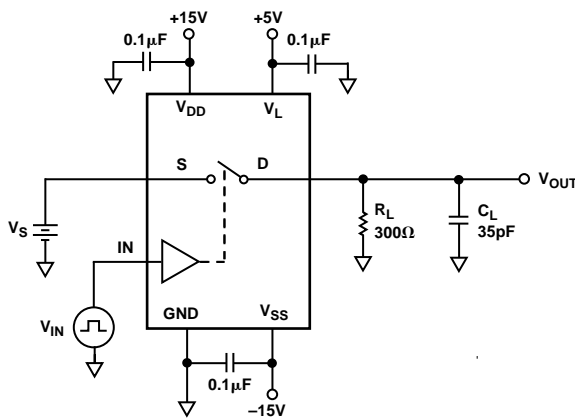 +15V
+5V
0.1µF
0.1µF
V_DD
V_L
S
D
V_OUT
V_S
R_L
300Ω
C_L
35pF
IN
V_IN
GND
V_SS
0.1µF
–15V